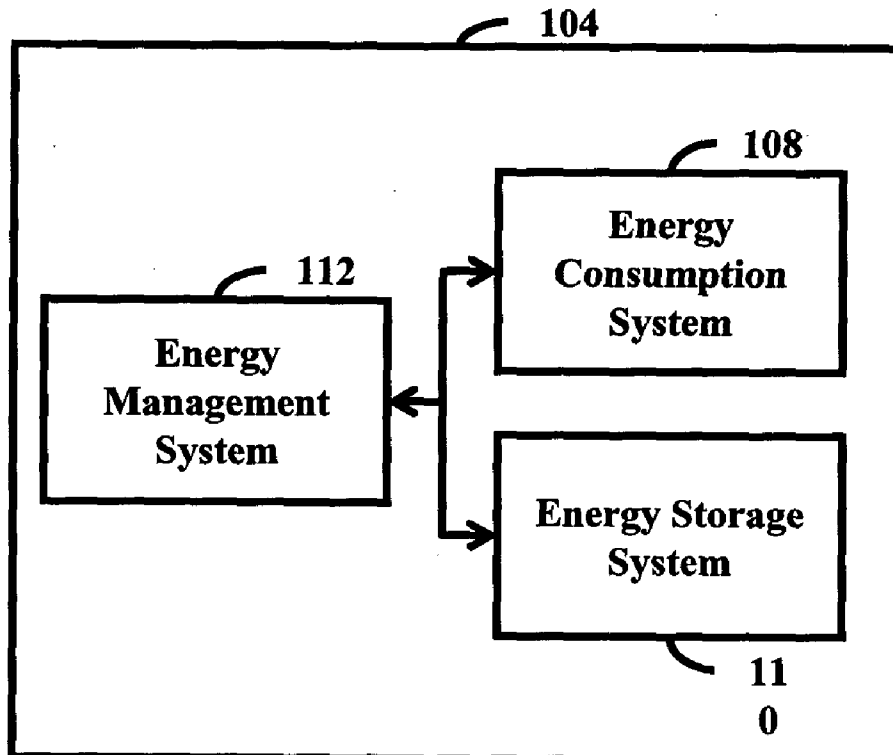 104
108
Energy
Consumption
System
112
Energy
Management
System
Energy Storage
System
11
0